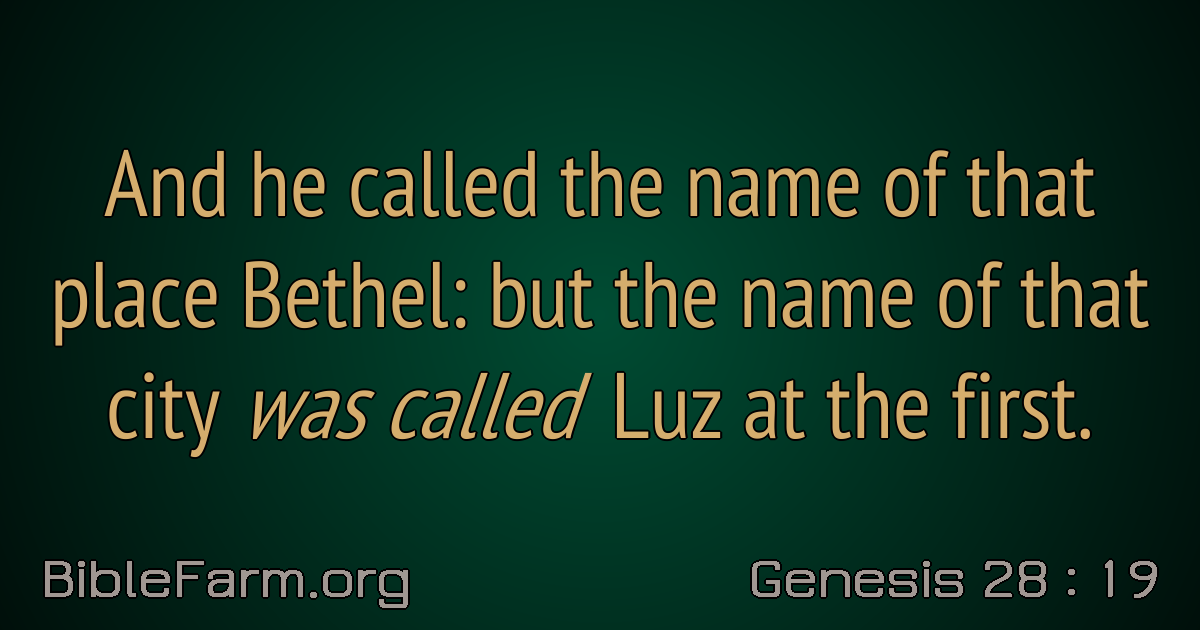 And he called the name of that
place Bethel: but the name of that
city was called Luz at the first.
BibleFarm.org
Genesis 28 : 19